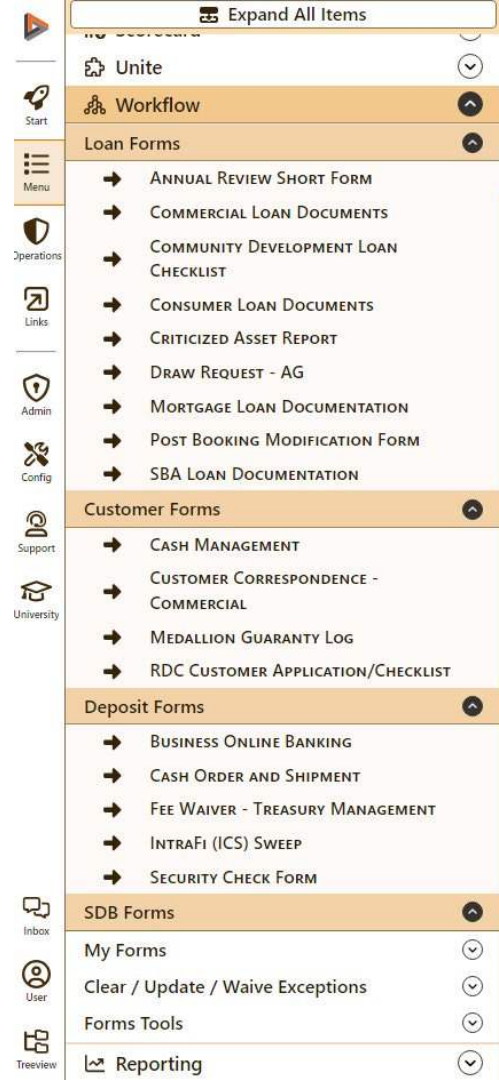 Expand All Items
Scorecard
Unite
Workflow
Loan Forms
Annual Review Short Form
Commercial Loan Documents
Community Development Loan
Checklist
Consumer Loan Documents
Criticized Asset Report
Draw Request - AG
Mortgage Loan Documentation
Post Booking Modification Form
SBA Loan Documentation
Customer Forms
Cash Management
Customer Correspondence -
Commercial
Medallion Guaranty Log
RDC Customer Application/Checklist
Deposit Forms
Business Online Banking
Cash Order and Shipment
Fee Waiver - Treasury Management
IntraFi (ICS) Sweep
Security Check Form
SDB Forms
My Forms
Clear / Update / Waive Exceptions
Forms Tools
Reporting
Start
Menu
Operations
Links
Admin
Config
Support
University
Inbox
User
Treeview